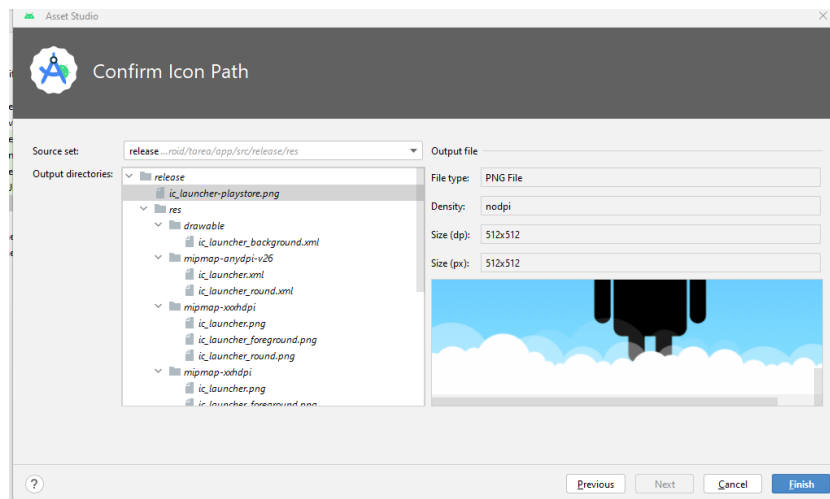 Asset Studio
Confirm Icon Path
Source set:
release ...roid/tarea/app/src/release/res
Output directories:
release
ic_launcher-playstore.png
res
drawable
ic_launcher_background.xml
mipmap-anydpi-v26
ic_launcher.xml
ic_launcher_round.xml
mipmap-xxxhdpi
ic_launcher.png
ic_launcher_foreground.png
ic_launcher_round.png
mipmap-xxhdpi
ic_launcher.png
ic_launcher_foreground.png
Output file
File type: PNG File
Density: nodpi
Size (dp): 512x512
Size (px): 512x512
?
Previous
Next
Cancel
Finish